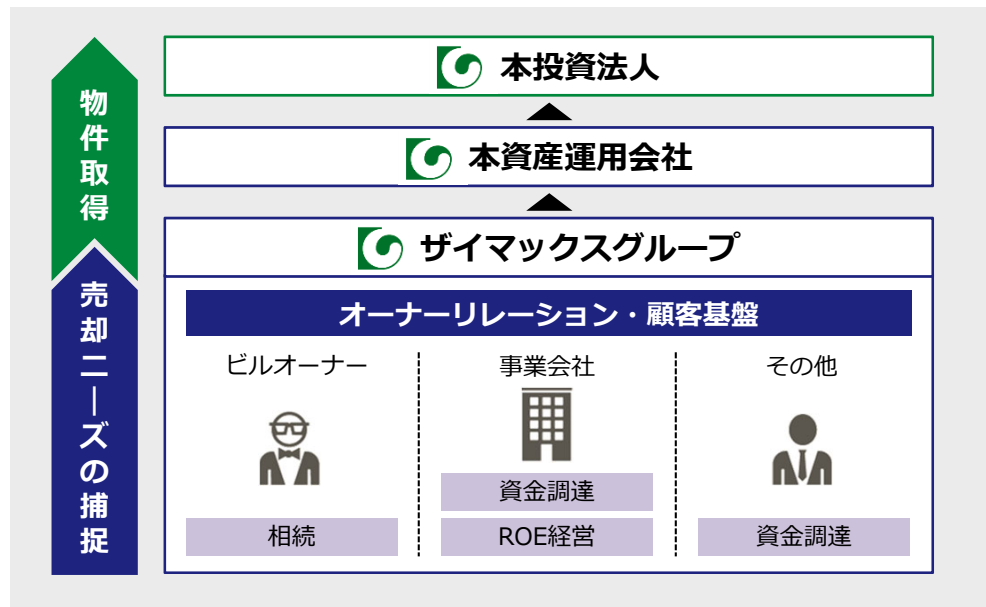 物件取得
売却ニーズの捕捉
本投資法人
本資産運用会社
ザイマックスグループ
オーナーリレーション・顧客基盤
ビルオーナー
事業会社
その他
資金調達
相続
ROE経営
資金調達